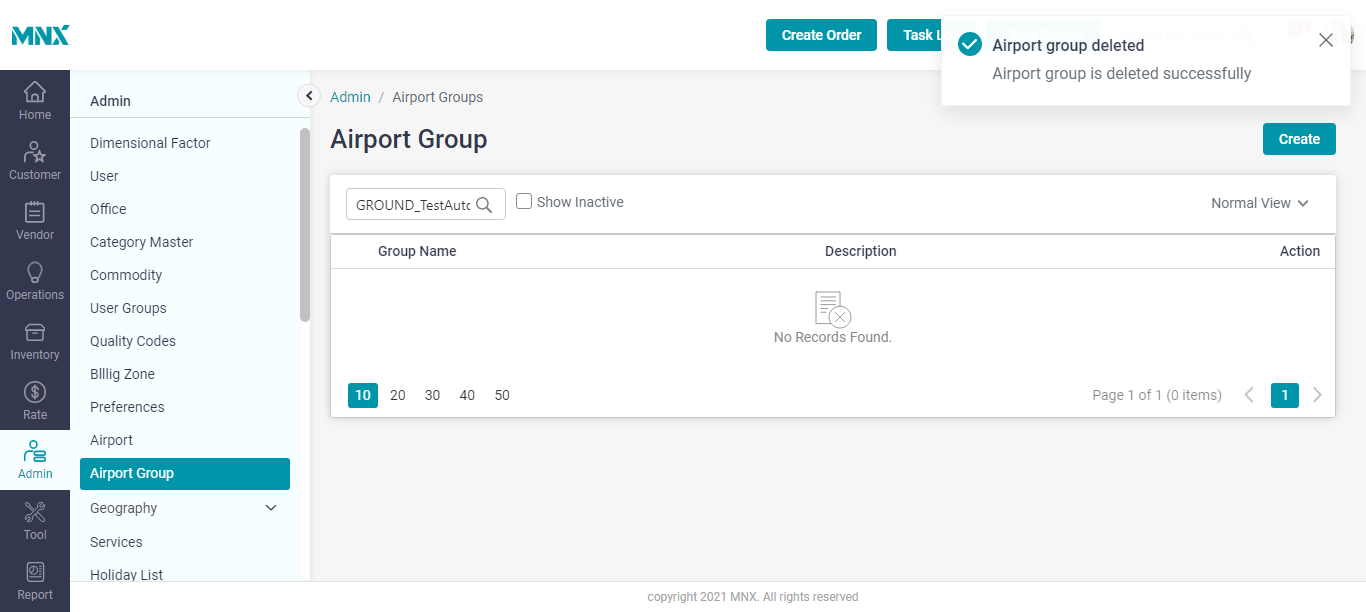 MNX
Create Order
Task L
Airport group deleted
Airport group is deleted successfully
Home
Customer
Vendor
Operations
Inventory
Rate
Admin
Tool
Report
Admin
Dimensional Factor
User
Office
Category Master
Commodity
User Groups
Quality Codes
Blllig Zone
Preferences
Airport
Airport Group
Geography
Services
Holiday List
Admin / Airport Groups
Airport Group
Create
GROUND_TestAuto
Show Inactive
Normal View
Group Name Description Action
No Records Found.
10 20 30 40 50
Page 1 of 1 (0 items) 1
copyright 2021 MNX. All rights reserved